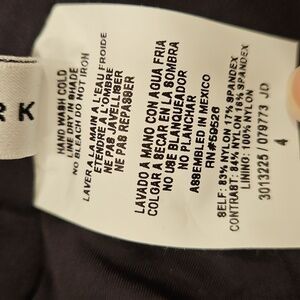 RK
HAND WASH COLD
LINE DRY IN SHADE
NO BLEACH DO NOT IRON
LAVER A LA MAIN A L'EAU FROIDE
ETENDRE A L'OMBRE
NE PAS JAVELLISER
NE PAS REPASSER
LAVADO A MANO CON AGUA FRIA
COLGAR A SECAR EN LA SOMBRA
NO USE BLANQUEADOR
NO PLANCHAR
ASSEMBLED IN MEXICO
RN#59526
SELF: 83% NYLON 17% SPANDEX
CONTRAST: 84% NYLON 16% SPANDEX
LINING: 100% NYLON
3013225 / 079773 JD
4